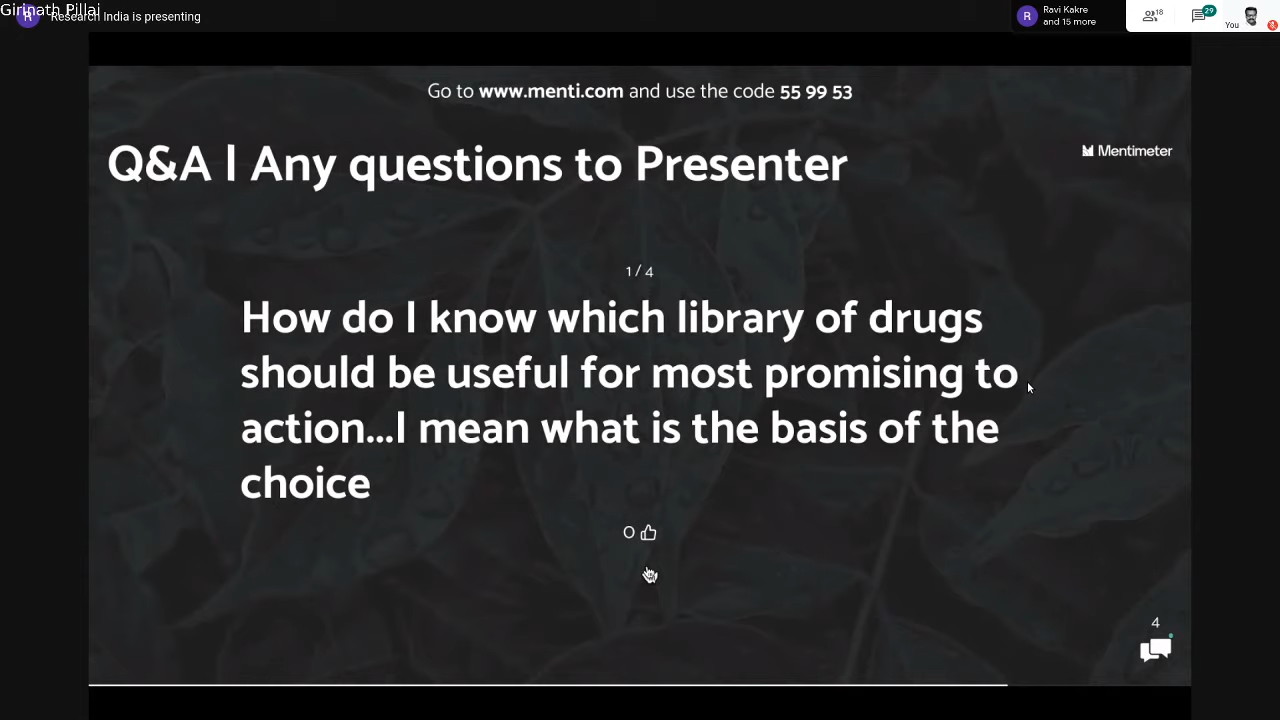 Girinath Pillai
R
Research India is presenting
R
Ravi Kakre
and 15 more
18
29
You
Go to www.menti.com and use the code 55 99 53
Q&A | Any questions to Presenter
Mentimeter
1 / 4
How do I know which library of drugs
should be useful for most promising to
action...I mean what is the basis of the
choice
0
4